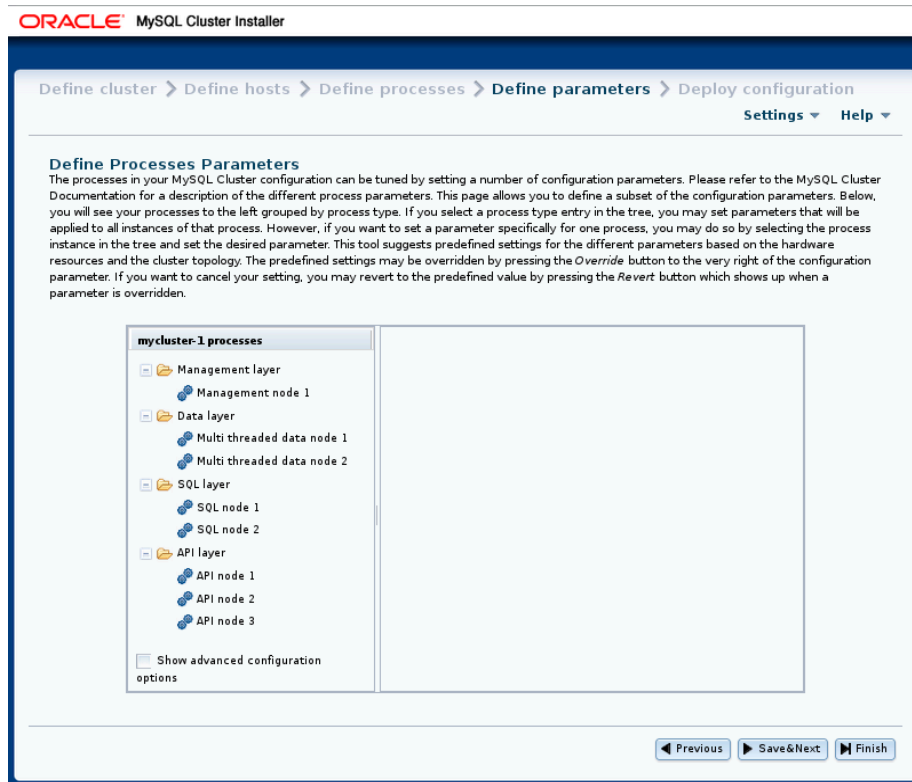 ORACLE® MySQL Cluster Installer
Define cluster > Define hosts > Define processes > Define parameters > Deploy configuration
Settings Help
Define Processes Parameters
The processes in your MySQL Cluster configuration can be tuned by setting a number of configuration parameters. Please refer to the MySQL Cluster
Documentation for a description of the different process parameters. This page allows you to define a subset of the configuration parameters. Below,
you will see your processes to the left grouped by process type. If you select a process type entry in the tree, you may set parameters that will be
applied to all instances of that process. However, if you want to set a parameter specifically for one process, you may do so by selecting the process
instance in the tree and set the desired parameter. This tool suggests predefined settings for the different parameters based on the hardware
resources and the cluster topology. The predefined settings may be overridden by pressing the Override button to the very right of the configuration
parameter. If you want to cancel your setting, you may revert to the predefined value by pressing the Revert button which shows up when a
parameter is overridden.
mycluster-1 processes
Management layer
Management node 1
Data layer
Multi threaded data node 1
Multi threaded data node 2
SQL layer
SQL node 1
SQL node 2
API layer
API node 1
API node 2
API node 3
Show advanced configuration
options
Previous Save&Next Finish